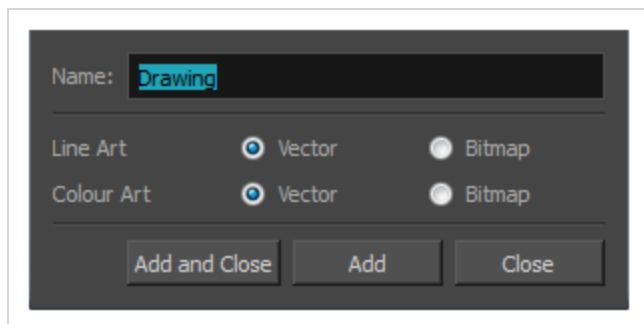 Name: Drawing
Line Art Vector Bitmap
Colour Art Vector Bitmap
Add and Close Add Close